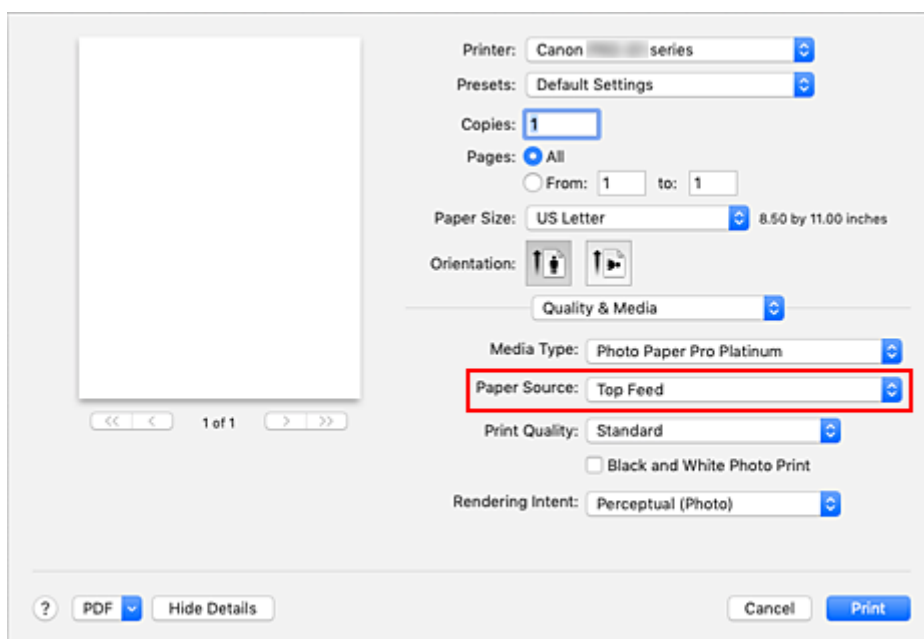 Printer: Canon series
Presets: Default Settings
Copies: 1
Pages: All
From: 1 to: 1
Paper Size: US Letter 8.50 by 11.00 inches
Orientation:
Quality & Media
Media Type: Photo Paper Pro Platinum
Paper Source: Top Feed
<< < 1 of 1 > >>
Print Quality: Standard
Black and White Photo Print
Rendering Intent: Perceptual (Photo)
? PDF Hide Details Cancel Print